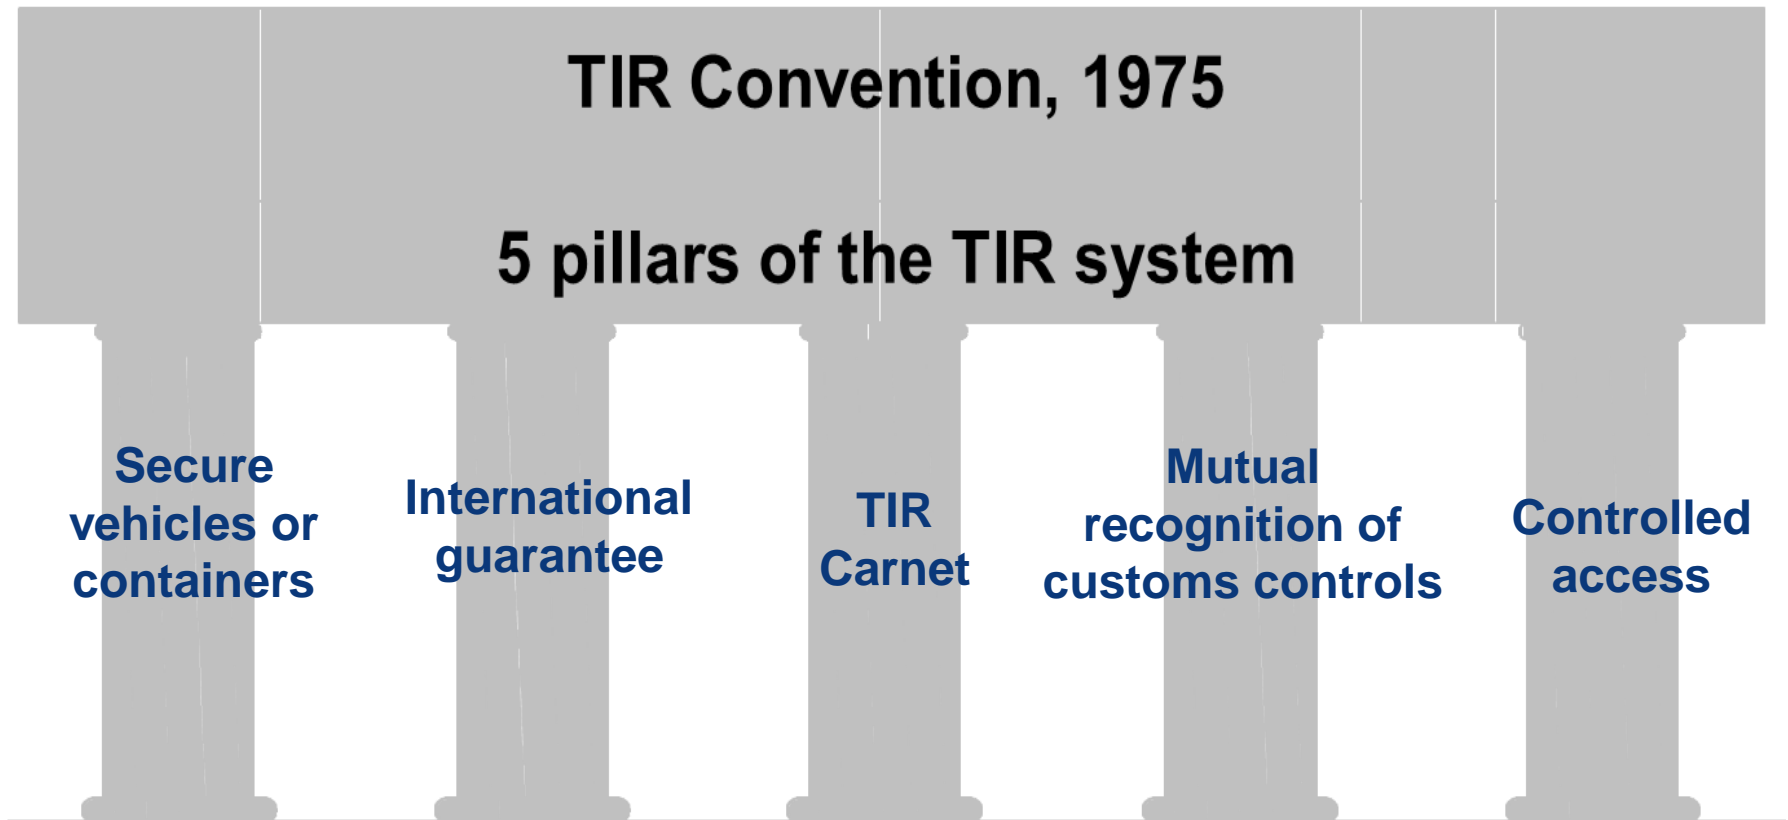 TIR Convention, 1975
5 pillars of the TIR system
Secure
vehicles or
containers
International
guarantee
TIR
Carnet
Mutual
recognition of
customs controls
Controlled
access